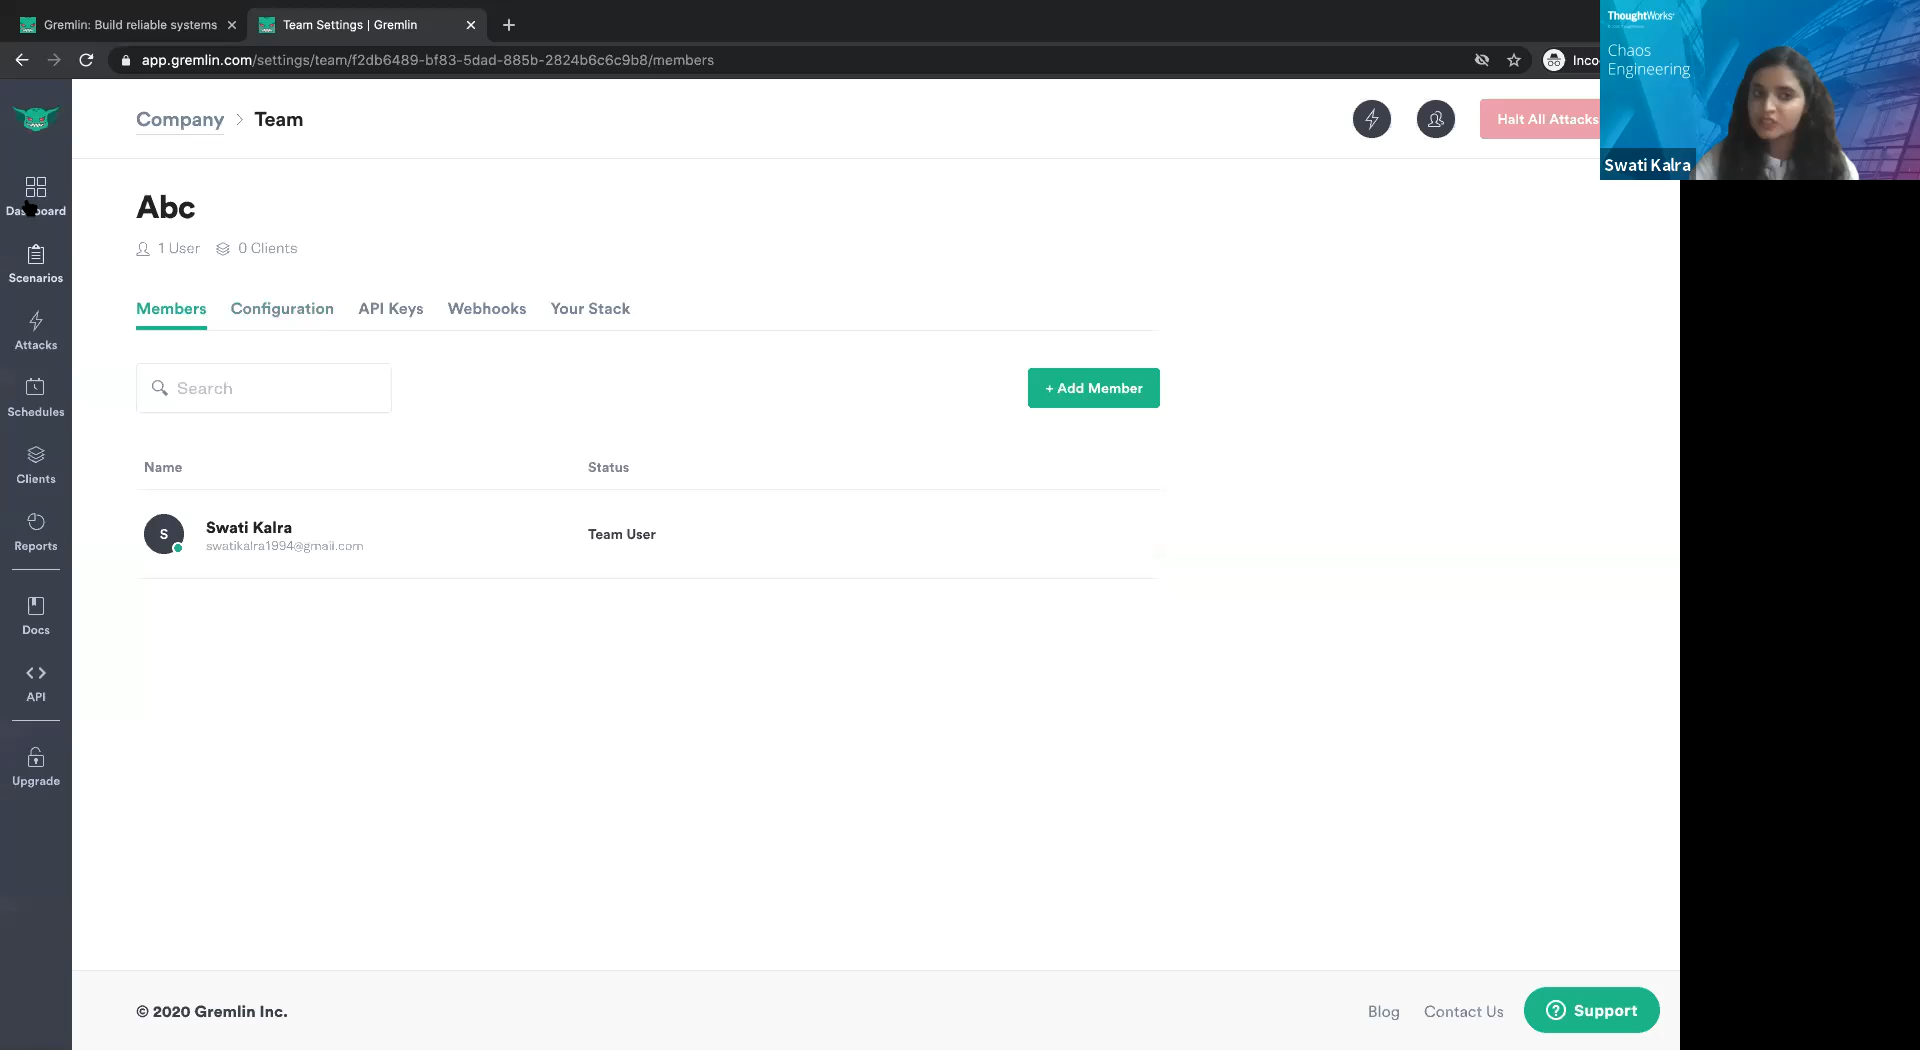 Gremlin: Build reliable systems
Team Settings | Gremlin
app.gremlin.com/settings/team/f2db6489-bf83-5dad-885b-2824b6c6c9b8/members
Inco
ThoughtWorks
Chaos
Engineering
Swati Kalra
Company > Team
Halt All Attacks
Dashboard
Scenarios
Attacks
Schedules
Clients
Reports
Docs
API
Upgrade
Abc
1 User 0 Clients
Members Configuration API Keys Webhooks Your Stack
Search
+ Add Member
Name Status
S
Swati Kalra
swatikalra1994@gmail.com
Team User
© 2020 Gremlin Inc.
Blog Contact Us
Support